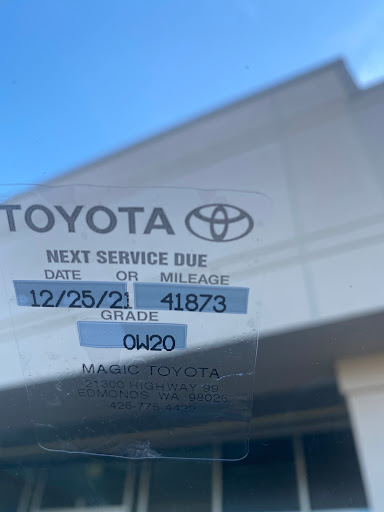 TOYOTA
NEXT SERVICE DUE
DATE OR MILEAGE
12/25/21 41873
GRADE
0W20
MAGIC TOYOTA
21300 HIGHWAY 99
EDMONDS, WA 98026
425-775-4435